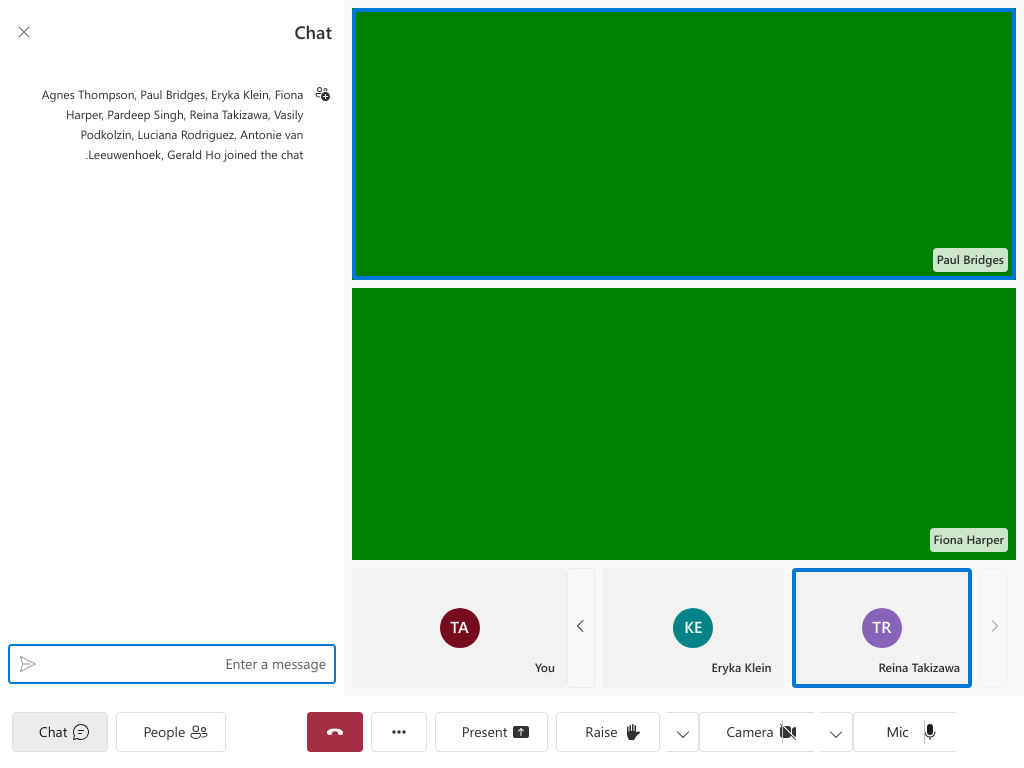 Chat
Agnes Thompson, Paul Bridges, Eryka Klein, Fiona
Harper, Pardeep Singh, Reina Takizawa, Vasily
Podkolzin, Luciana Rodriguez, Antonie van
.Leeuwenhoek, Gerald Ho joined the chat
Enter a message
Paul Bridges
Fiona Harper
TA
You
KE
Eryka Klein
TR
Reina Takizawa
Chat
People
Present
Raise
Camera
Mic